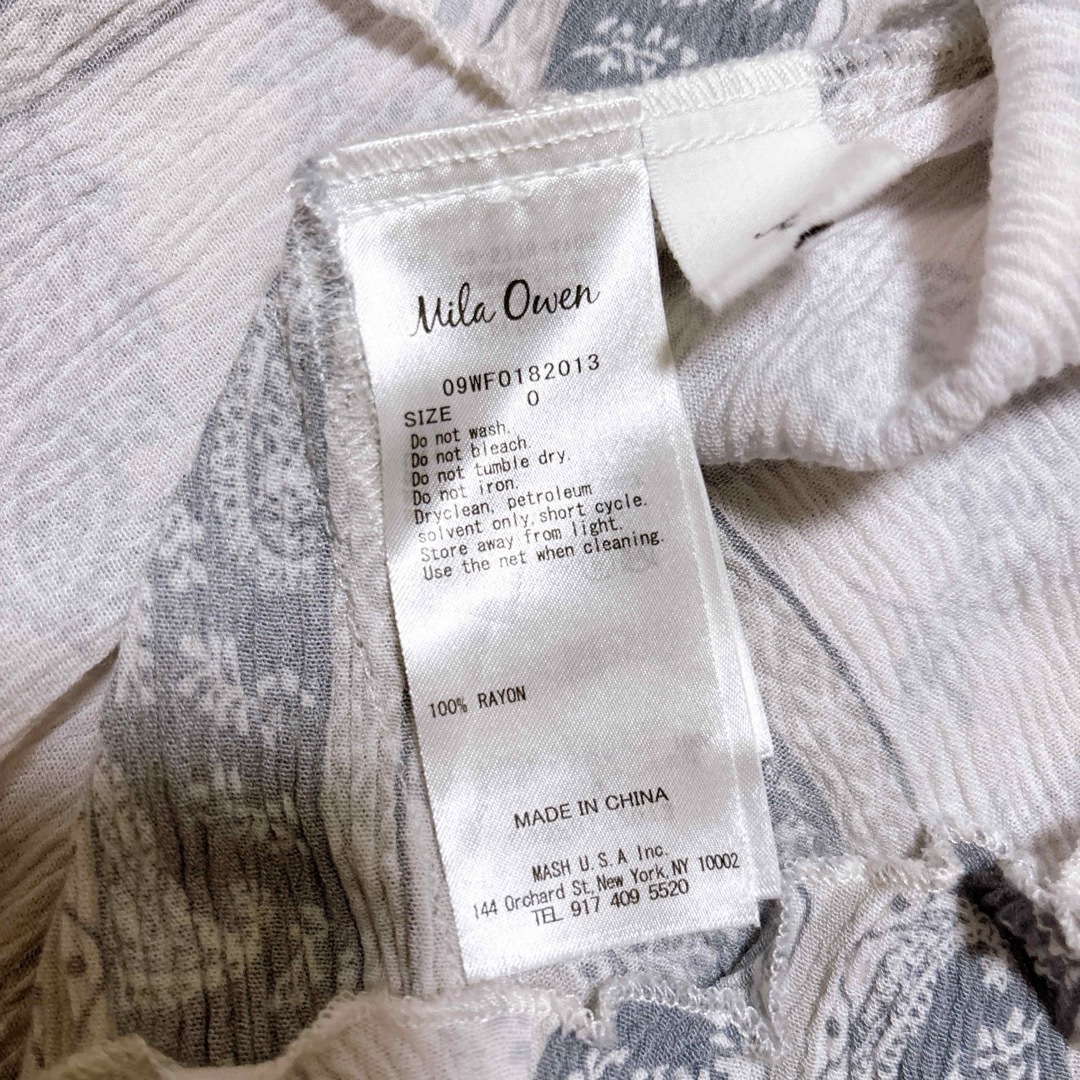 Mila Owen
09WF0182013
SIZE 0
Do not wash.
Do not bleach.
Do not tumble dry.
Do not iron.
Dryclean, petroleum
solvent only, short cycle.
Store away from light.
Use the net when cleaning.
100% RAYON
MADE IN CHINA
MASH U.S.A Inc.
144 Orchard St, New York, NY 10002
TEL 917 409 5520